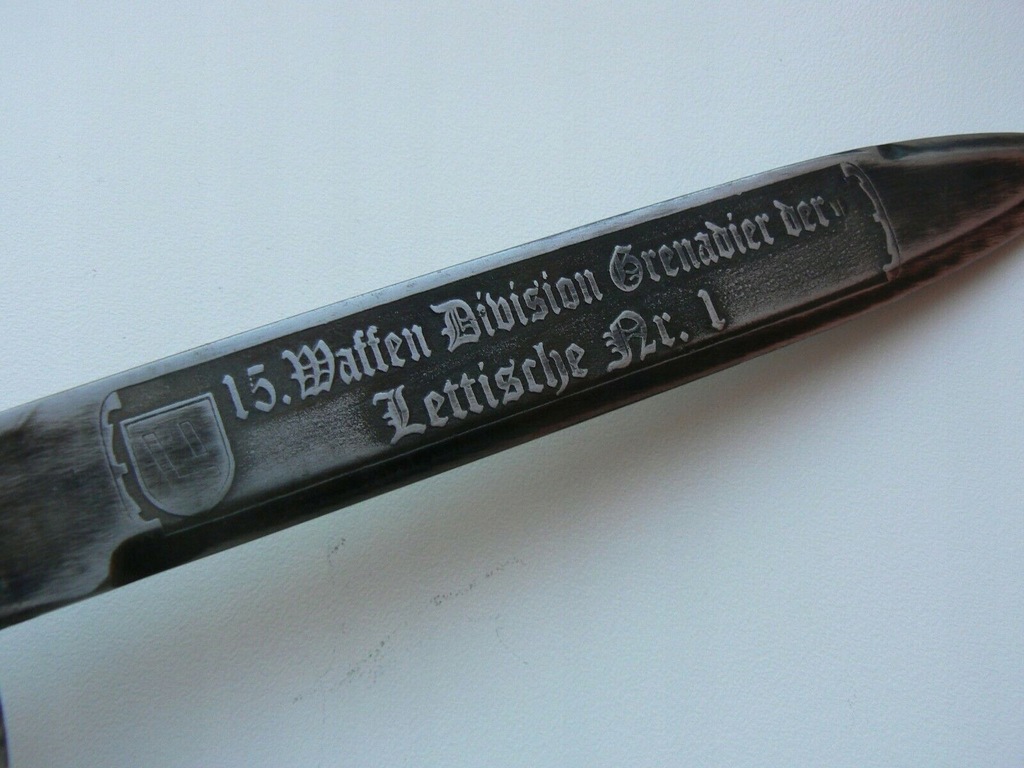 15. Waffen Division Grenadier der
Lettische Nr. 1